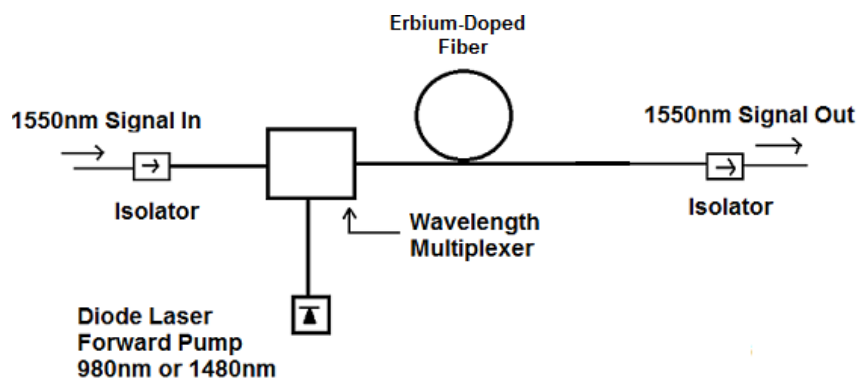 Erbium-Doped
Fiber
1550nm Signal In
1550nm Signal Out
Isolator
Wavelength
Multiplexer
Isolator
Diode Laser
Forward Pump
980nm or 1480nm